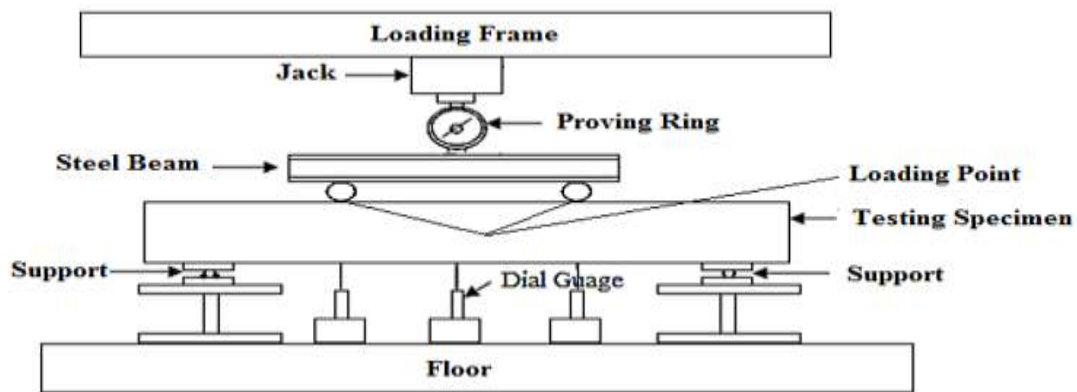 Loading Frame
Jack
Proving Ring
Steel Beam
Loading Point
Testing Specimen
Support
Dial Guage
Support
Floor